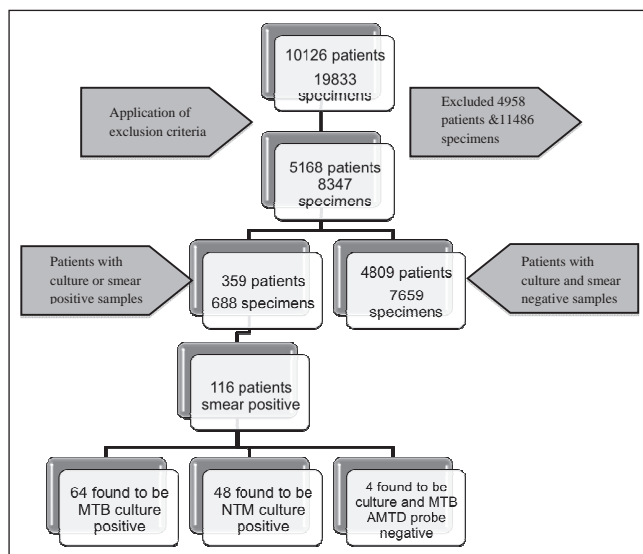 10126 patients
19833
specimens
Application of
exclusion criteria
Excluded 4958
patients &11486
specimens
5168 patients
8347
specimens
Patients with
culture or smear
positive samples
359 patients
688 specimens
4809 patients
7659
specimens
Patients with
culture and smear
negative samples
116 patients
smear positive
64 found to be
MTB culture
positive
48 found to be
NTM culture
positive
4 found to be
culture and MTB
AMTD probe
negative